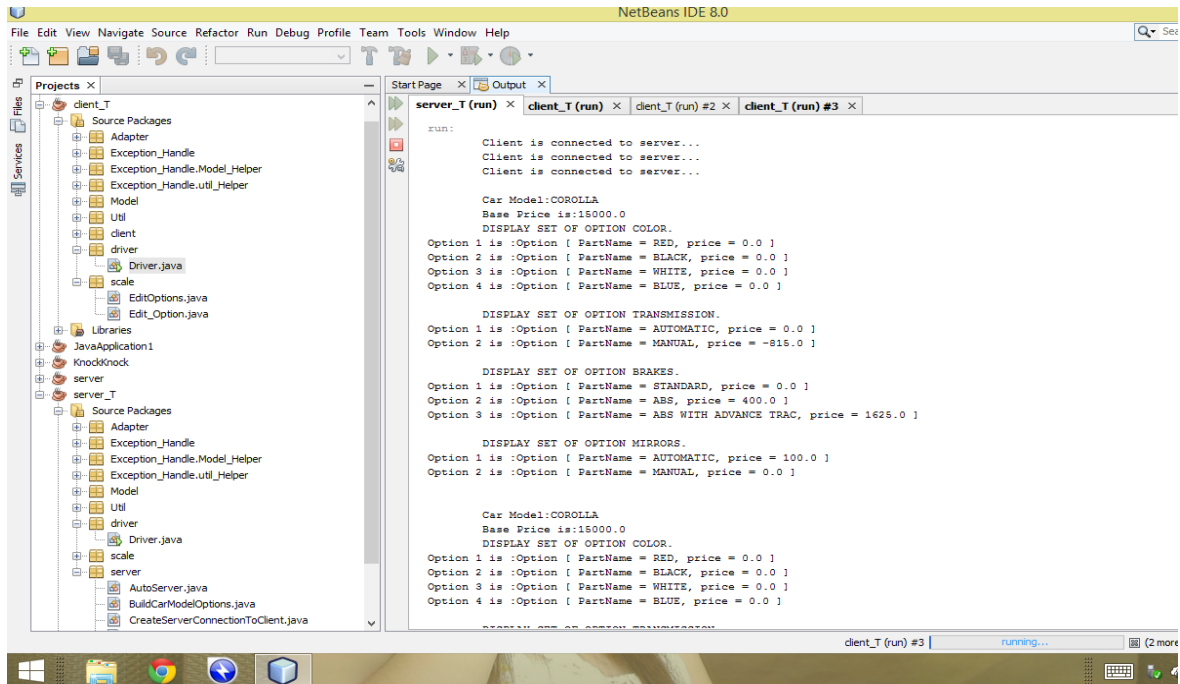 NetBeans IDE 8.0
File Edit View Navigate Source Refactor Run Debug Profile Team Tools Window Help
Sea
Projects
Files
Services
client_T
Source Packages
Adapter
Exception_Handle
Exception_Handle.Model_Helper
Exception_Handle.util_Helper
Model
Util
client
driver
Driver.java
scale
EditOptions.java
Edit_Option.java
Libraries
JavaApplication1
KnockKnock
server
server_T
Source Packages
Adapter
Exception_Handle
Exception_Handle.Model_Helper
Exception_Handle.util_Helper
Model
Util
driver
Driver.java
scale
server
AutoServer.java
BuildCarModelOptions.java
CreateServerConnectionToClient.java
Start Page Output
server_T (run) client_T (run) client_T (run) #2 client_T (run) #3
run:
Client is connected to server...
Client is connected to server...
Client is connected to server...
Car Model:COROLLA
Base Price is:15000.0
DISPLAY SET OF OPTION COLOR.
Option 1 is :Option [ PartName = RED, price = 0.0 ]
Option 2 is :Option [ PartName = BLACK, price = 0.0 ]
Option 3 is :Option [ PartName = WHITE, price = 0.0 ]
Option 4 is :Option [ PartName = BLUE, price = 0.0 ]
DISPLAY SET OF OPTION TRANSMISSION.
Option 1 is :Option [ PartName = AUTOMATIC, price = 0.0 ]
Option 2 is :Option [ PartName = MANUAL, price = -815.0 ]
DISPLAY SET OF OPTION BRAKES.
Option 1 is :Option [ PartName = STANDARD, price = 0.0 ]
Option 2 is :Option [ PartName = ABS, price = 400.0 ]
Option 3 is :Option [ PartName = ABS WITH ADVANCE TRAC, price = 1625.0 ]
DISPLAY SET OF OPTION MIRRORS.
Option 1 is :Option [ PartName = AUTOMATIC, price = 100.0 ]
Option 2 is :Option [ PartName = MANUAL, price = 0.0 ]
Car Model:COROLLA
Base Price is:15000.0
DISPLAY SET OF OPTION COLOR.
Option 1 is :Option [ PartName = RED, price = 0.0 ]
Option 2 is :Option [ PartName = BLACK, price = 0.0 ]
Option 3 is :Option [ PartName = WHITE, price = 0.0 ]
Option 4 is :Option [ PartName = BLUE, price = 0.0 ]
DISPLAY SET OF OPTION TRANSMISSION
client_T (run) #3 running... (2 more